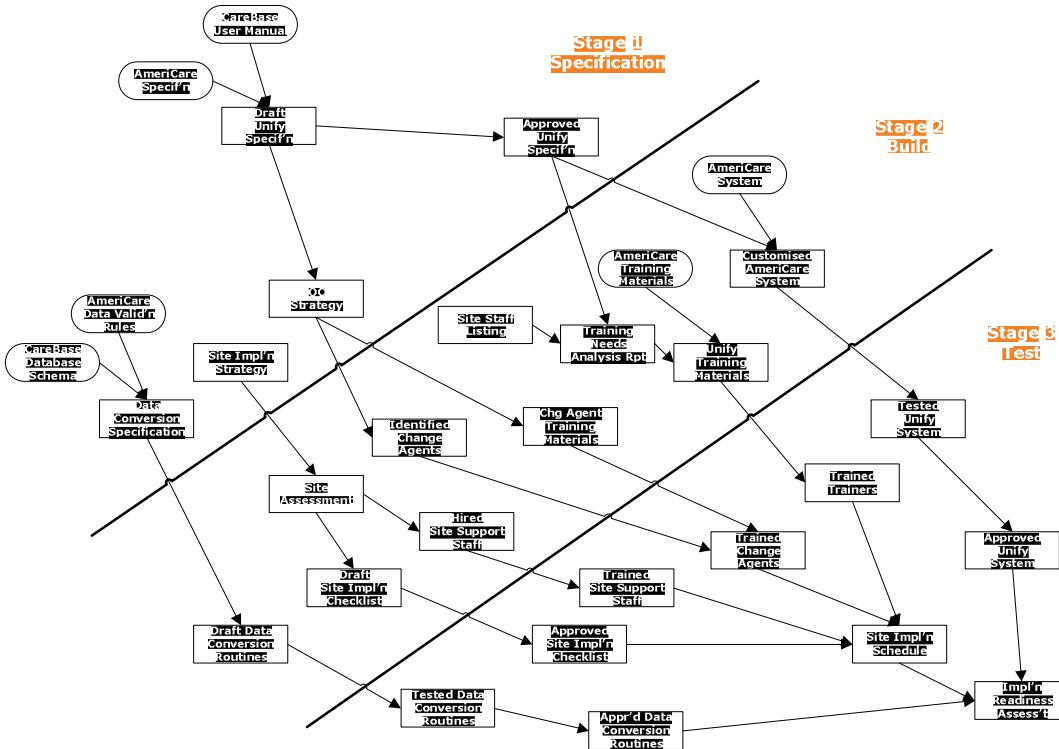 CareBase
User Manual
Stage 1
Specification
AmeriCare
Specif'n
Draft
Unify
Specif'n
Approved
Unify
Specif'n
Stage 2
Build
AmeriCare
System
AmeriCare
Training
Materials
Customised
AmeriCare
System
OC
Strategy
AmeriCare
Data Valid'n
Rules
Site Staff
Listing
Training
Needs
Analysis Rpt
Stage 3
Test
CareBase
Database
Schema
Site Impl'n
Strategy
Unify
Training
Materials
Data
Conversion
Specification
Identified
Change
Agents
Chg Agent
Training
Materials
Tested
Unify
System
Site
Assessment
Trained
Trainers
Hired
Site Support
Staff
Trained
Change
Agents
Approved
Unify
System
Draft
Site Impl'n
Checklist
Trained
Site Support
Staff
Draft Data
Conversion
Routines
Approved
Site Impl'n
Checklist
Site Impl'n
Schedule
Tested Data
Conversion
Routines
Appr'd Data
Conversion
Routines
Impl'n
Readiness
Assess't